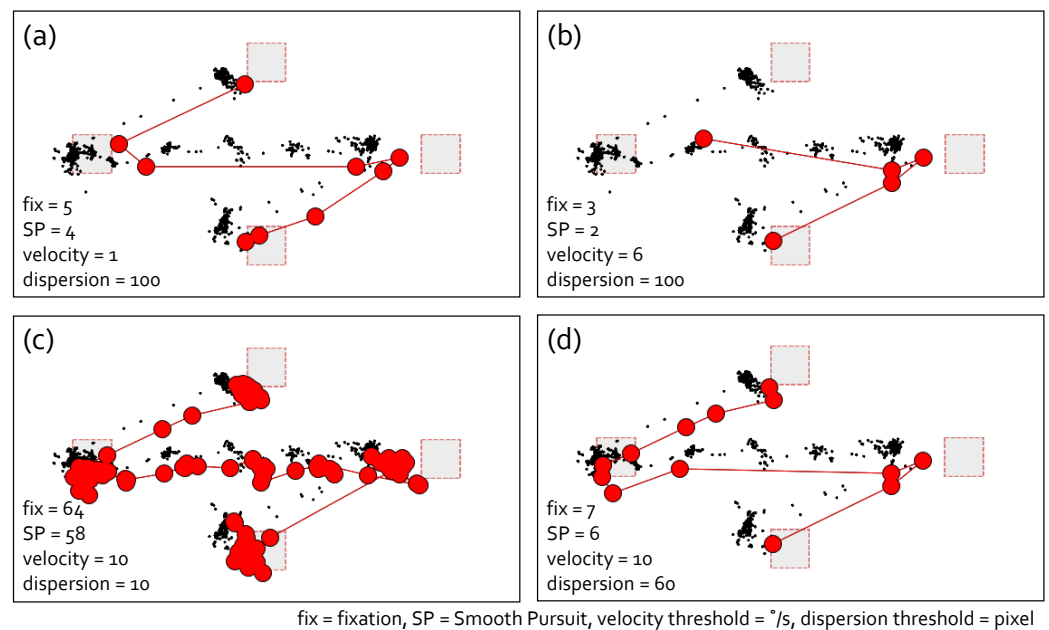 (a)
fix = 5
SP = 4
velocity = 1
dispersion = 100
(b)
fix = 3
SP = 2
velocity = 6
dispersion = 100
(c)
fix = 64
SP = 58
velocity = 10
dispersion = 10
(d)
fix = 7
SP = 6
velocity = 10
dispersion = 60
fix = fixation, SP = Smooth Pursuit, velocity threshold = °/s, dispersion threshold = pixel